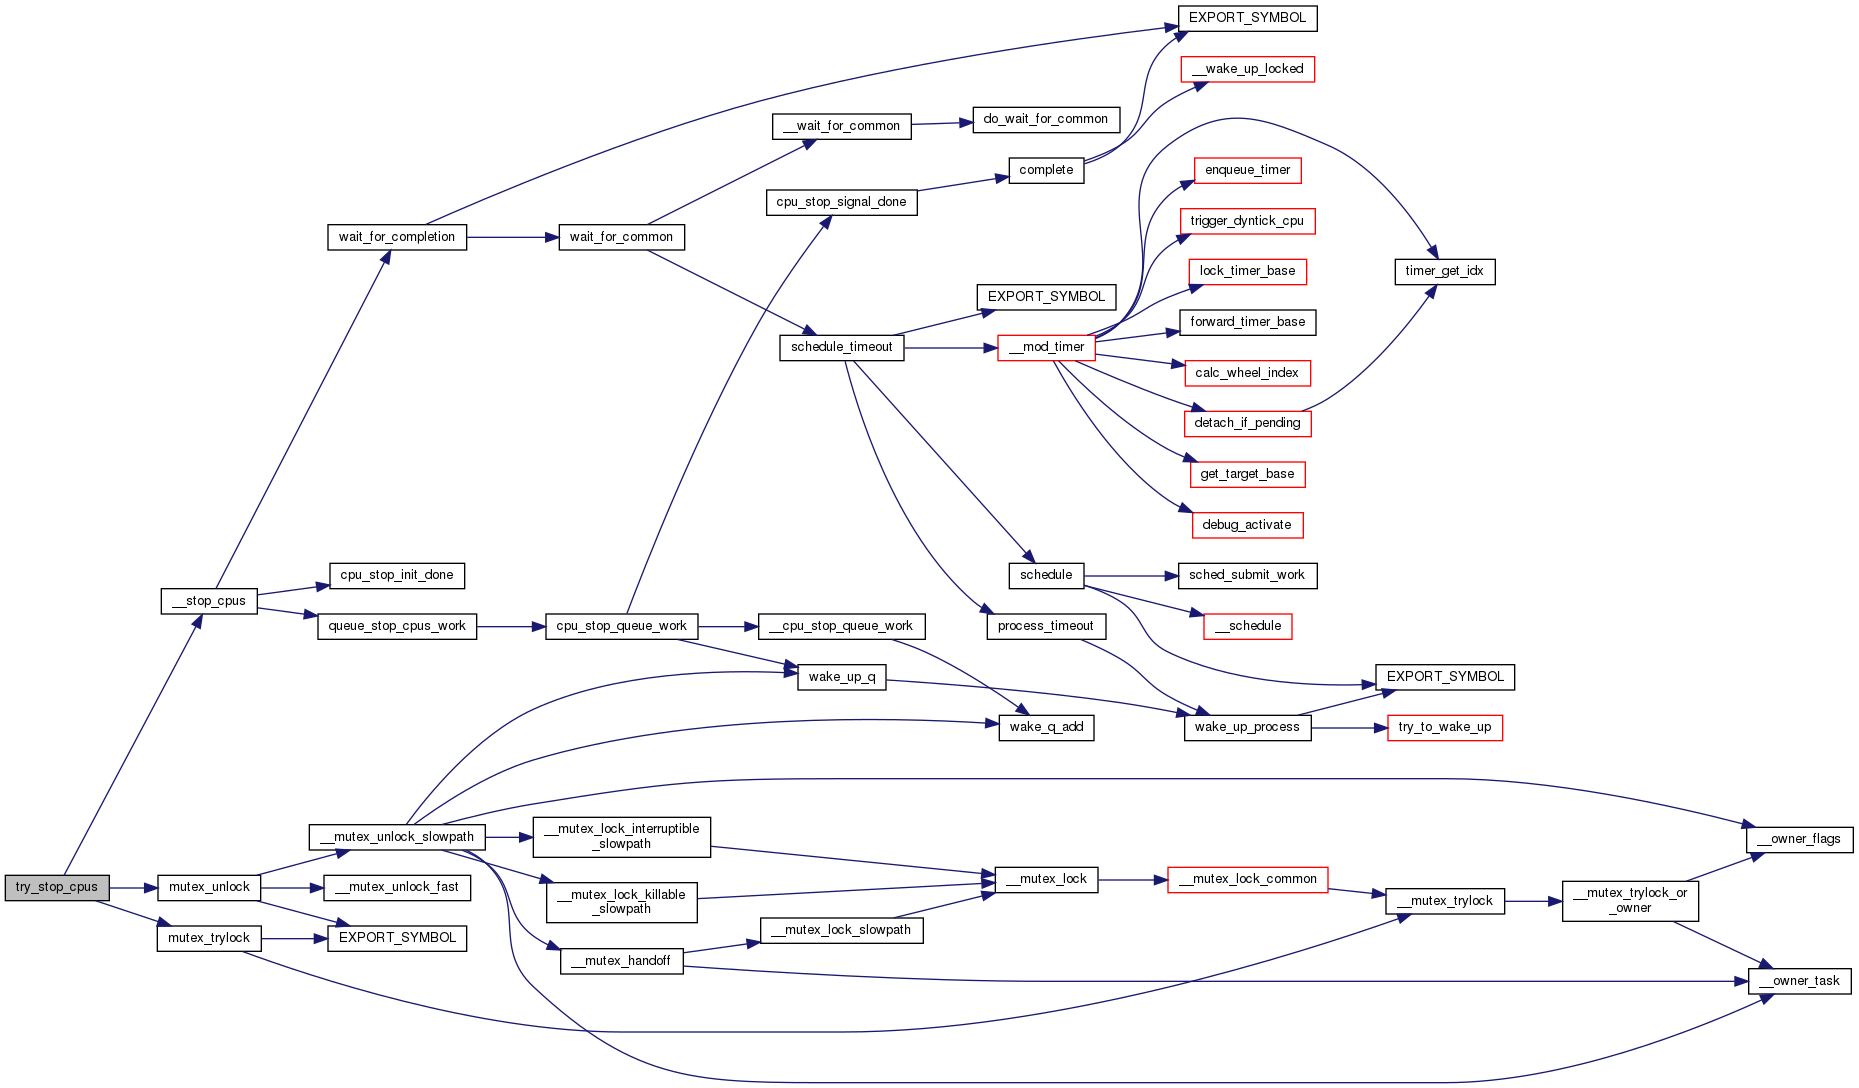 EXPORT_SYMBOL
__wake_up_locked
do_wait_for_common
__wait_for_common
complete
enqueue_timer
cpu_stop_signal_done
trigger_dyntick_cpu
wait_for_completion
wait_for_common
lock_timer_base
timer_get_idx
EXPORT_SYMBOL
forward_timer_base
schedule_timeout
__mod_timer
calc_wheel_index
detach_if_pending
get_target_base
debug_activate
cpu_stop_init_done
schedule
sched_submit_work
__stop_cpus
queue_stop_cpus_work
cpu_stop_queue_work
__cpu_stop_queue_work
process_timeout
__schedule
wake_up_q
EXPORT_SYMBOL
wake_q_add
wake_up_process
try_to_wake_up
__mutex_unlock_slowpath
__mutex_lock_interruptible
_slowpath
__owner_flags
try_stop_cpus
mutex_unlock
__mutex_unlock_fast
__mutex_lock_killable
_slowpath
__mutex_lock
__mutex_lock_common
__mutex_trylock
__mutex_trylock_or
_owner
mutex_trylock
EXPORT_SYMBOL
__mutex_lock_slowpath
__mutex_handoff
__owner_task